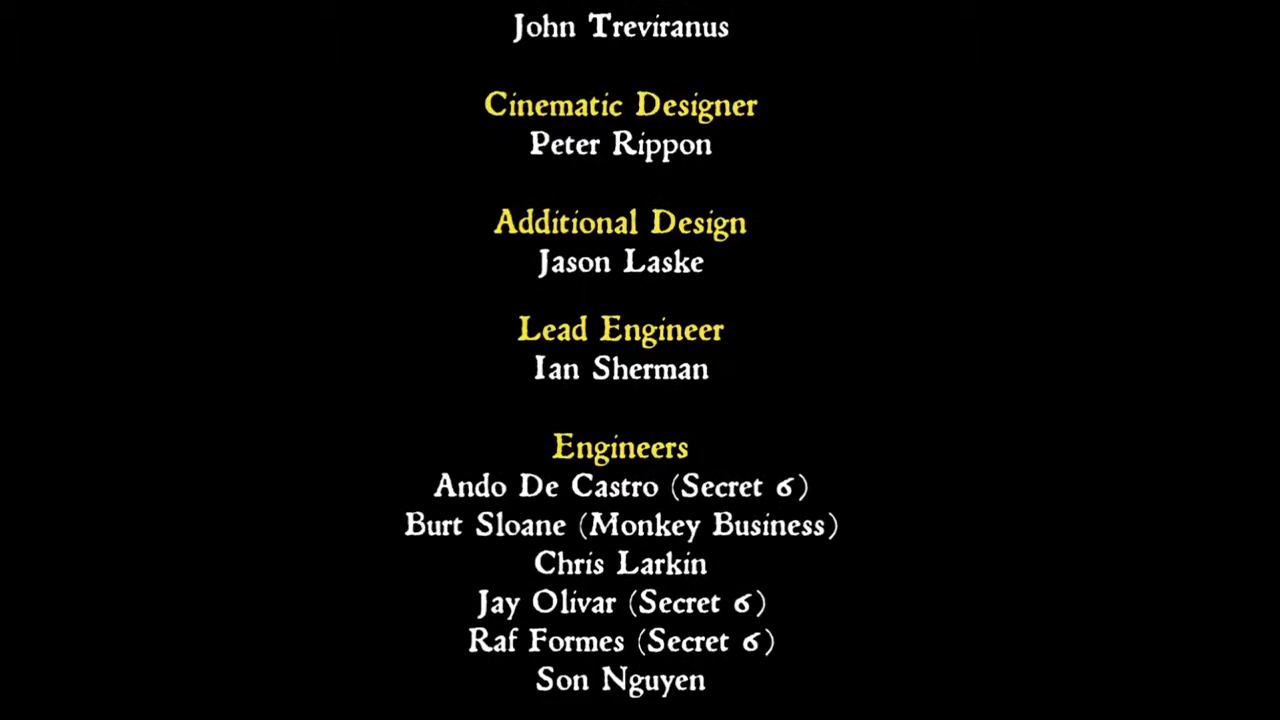 John Treviranus
Cinematic Designer
Peter Rippon
Additional Design
Jason Laske
Lead Engineer
Ian Sherman
Engineers
Ando De Castro (Secret 6)
Burt Sloane (Monkey Business)
Chris Larkin
Jay Olivar (Secret 6)
Raf Formes (Secret 6)
Son Nguyen